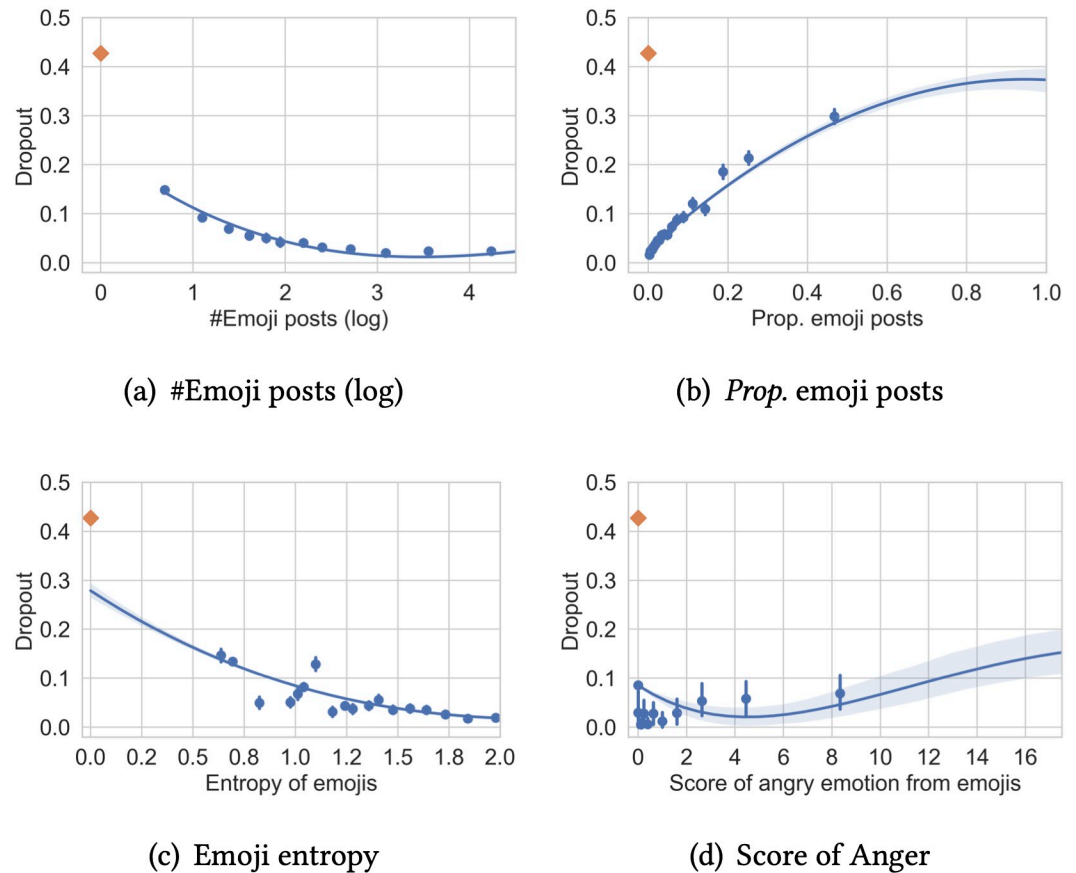 0.5
0.4
0.3
0.2
0.1
0.0
Dropout
0 1 2 3 4
#Emoji posts (log)
(a) #Emoji posts (log)
0.5
0.4
0.3
0.2
0.1
0.0
Dropout
0.0 0.2 0.4 0.6 0.8 1.0
Prop. emoji posts
(b) Prop. emoji posts
0.5
0.4
0.3
0.2
0.1
0.0
Dropout
0.0 0.2 0.5 0.8 1.0 1.2 1.5 1.8 2.0
Entropy of emojis
(c) Emoji entropy
0.5
0.4
0.3
0.2
0.1
0.0
Dropout
0 2 4 6 8 10 12 14 16
Score of angry emotion from emojis
(d) Score of Anger